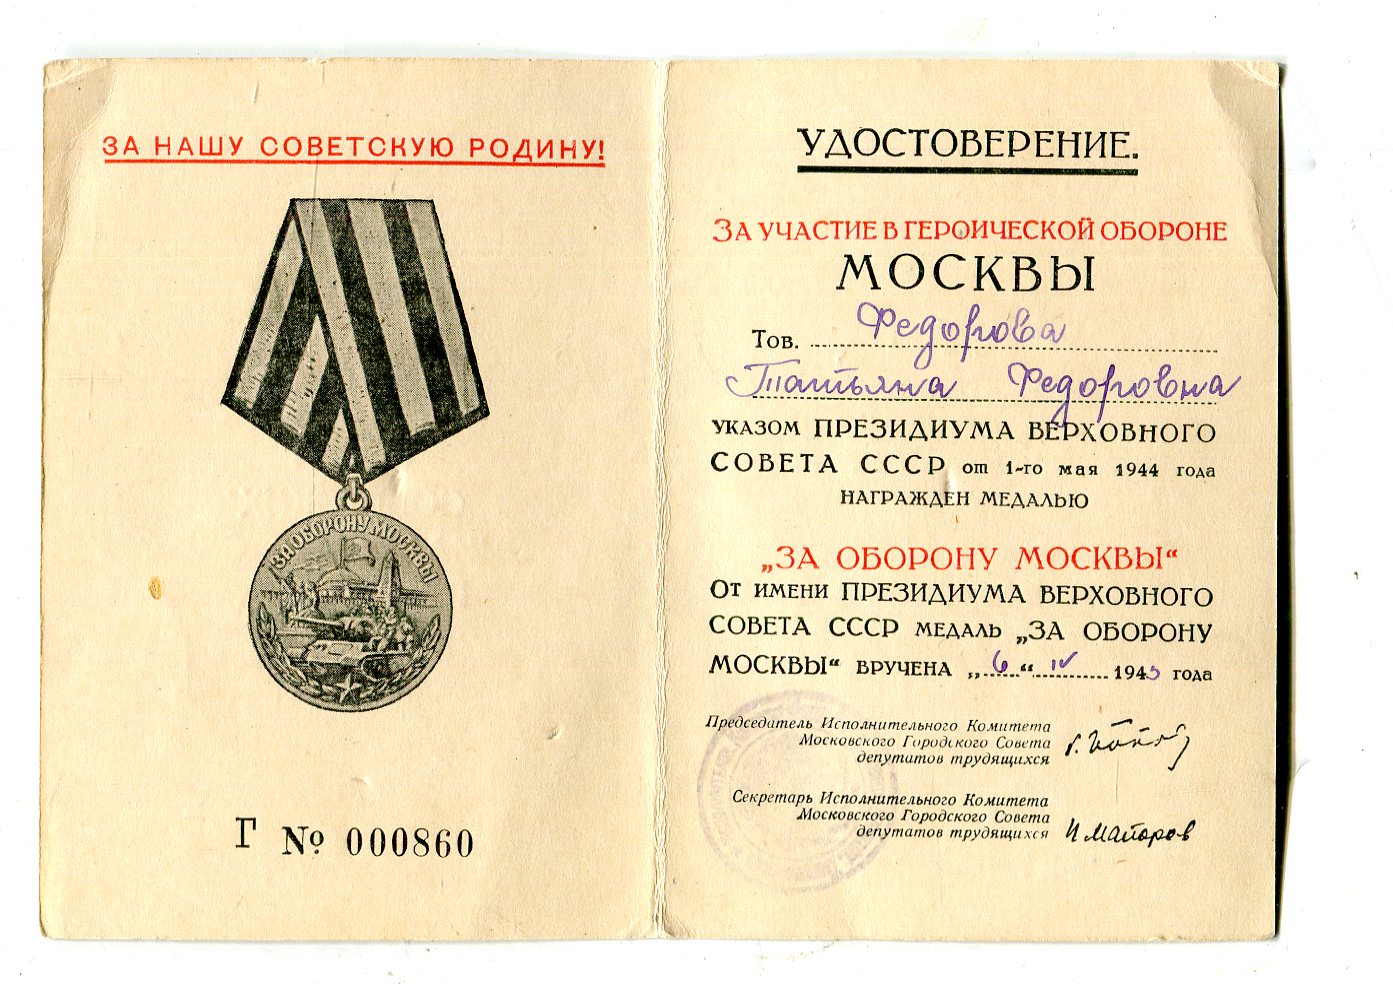 ЗА НАШУ СОВЕТСКУЮ РОДИНУ!
ЗА ОБОРОНУ МОСКВЫ
Г № 000860
УДОСТОВЕРЕНИЕ.
ЗА УЧАСТИЕ В ГЕРОИЧЕСКОЙ ОБОРОНЕ
МОСКВЫ
Тов. Федорова
Татьяна Федоровна
УКАЗОМ ПРЕЗИДИУМА ВЕРХОВНОГО
СОВЕТА СССР от 1-го мая 1944 года
НАГРАЖДЕН МЕДАЛЬЮ
„ЗА ОБОРОНУ МОСКВЫ“
ОТ ИМЕНИ ПРЕЗИДИУМА ВЕРХОВНОГО
СОВЕТА СССР МЕДАЛЬ „ЗА ОБОРОНУ
МОСКВЫ“ ВРУЧЕНА „6“ IV 1945 года
Председатель Исполнительного Комитета
Московского Городского Совета
депутатов трудящихся
Секретарь Исполнительного Комитета
Московского Городского Совета
депутатов трудящихся
П Майоров